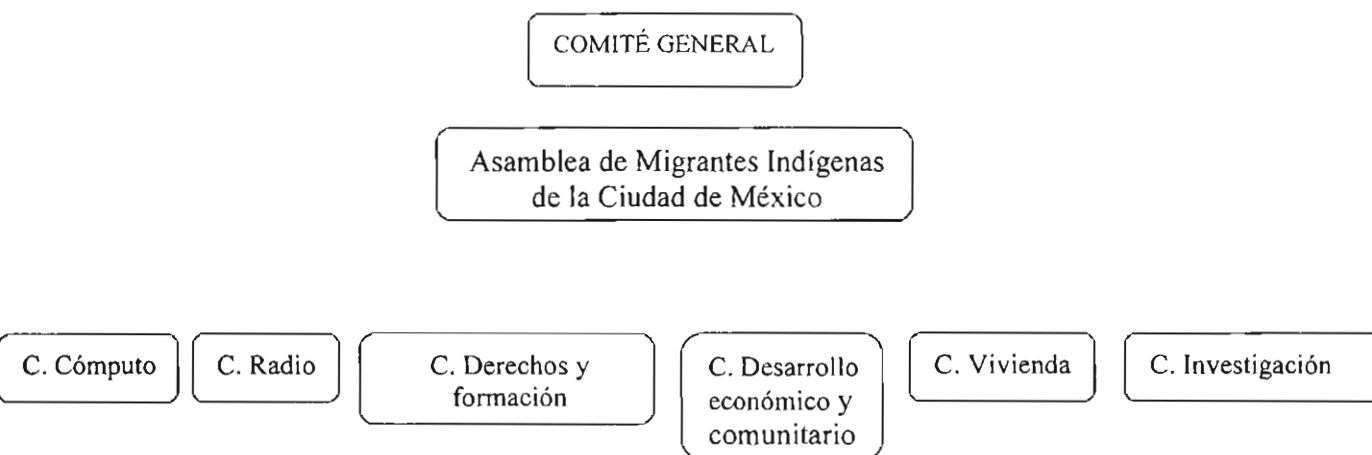 COMITÉ GENERAL
Asamblea de Migrantes Indígenas
de la Ciudad de México
C. Cómputo
C. Radio
C. Derechos y
formación
C. Desarrollo
económico y
comunitario
C. Vivienda
C. Investigación